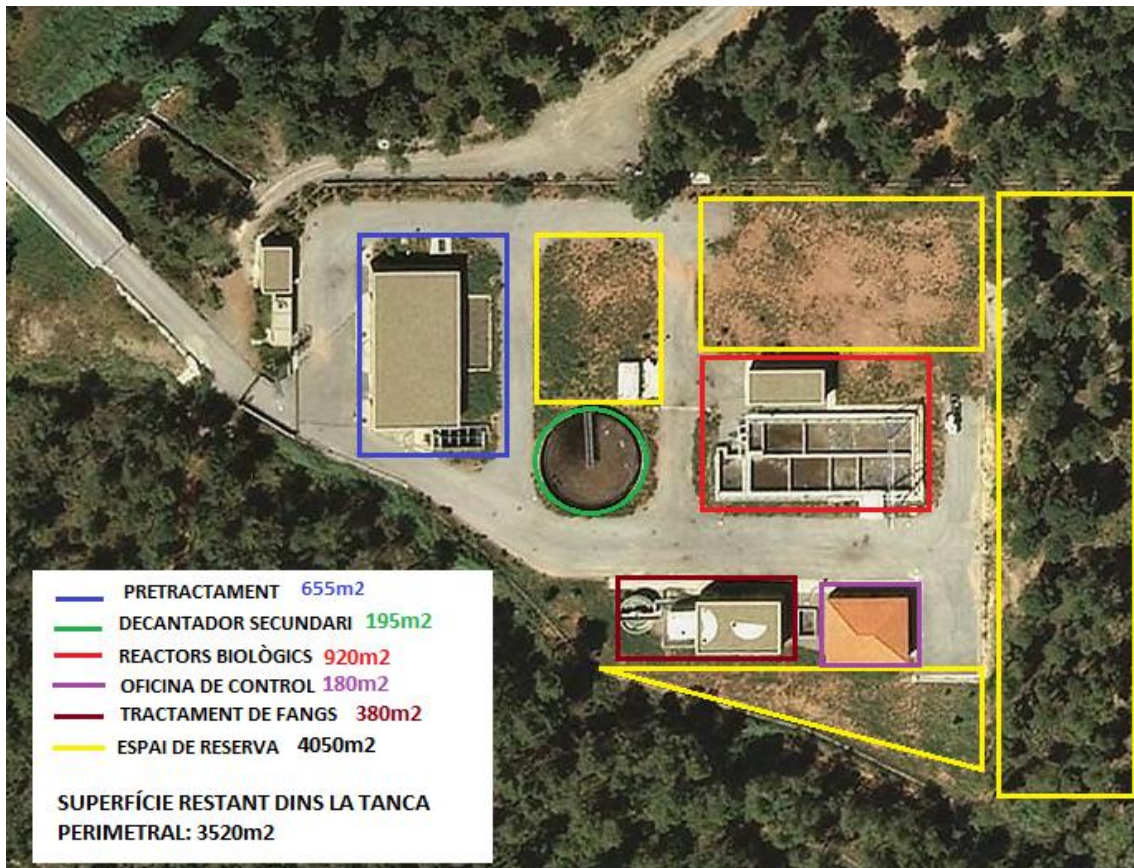 PRETRACTAMENT 655m2
DECANTADOR SECUNDARI 195m2
REACTORS BIOLÒGICS 920m2
OFICINA DE CONTROL 180m2
TRACTAMENT DE FANGS 380m2
ESPAI DE RESERVA 4050m2
SUPERFÍCIE RESTANT DINS LA TANCA
PERIMETRAL: 3520m2